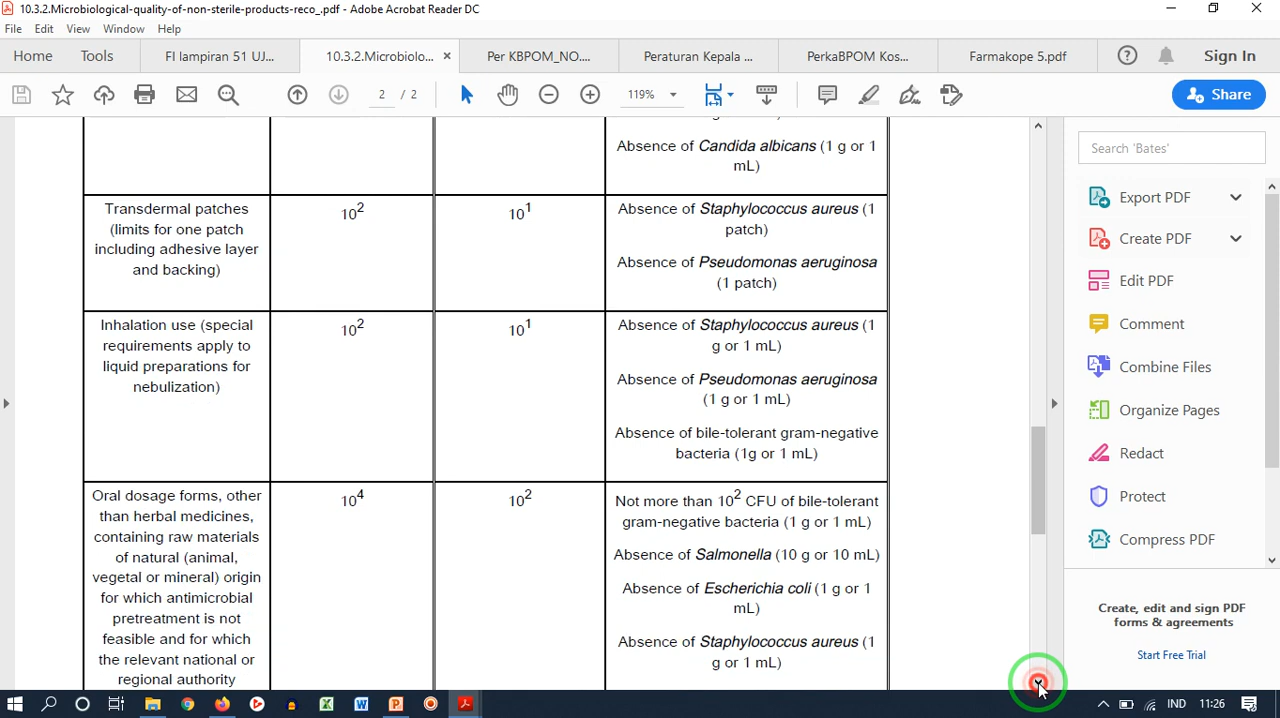 10.3.2.Microbiological-quality-of-non-sterile-products-reco_.pdf - Adobe Acrobat Reader DC
File Edit View Window Help
Home Tools FI lampiran 51 UJ... 10.3.2.Microbiolo... × Per KBPOM_NO.... Peraturan Kepala ... PerkaBPOM Kos... Farmakope 5.pdf Sign In
2 / 2 119% Share
Absence of Candida albicans (1 g or 1
mL)
Transdermal patches
(limits for one patch
including adhesive layer
and backing)
10²
10¹
Absence of Staphylococcus aureus (1
patch)
Absence of Pseudomonas aeruginosa
(1 patch)
Inhalation use (special
requirements apply to
liquid preparations for
nebulization)
10²
10¹
Absence of Staphylococcus aureus (1
g or 1 mL)
Absence of Pseudomonas aeruginosa
(1 g or 1 mL)
Absence of bile-tolerant gram-negative
bacteria (1g or 1 mL)
Oral dosage forms, other
than herbal medicines,
containing raw materials
of natural (animal,
vegetal or mineral) origin
for which antimicrobial
pretreatment is not
feasible and for which
the relevant national or
regional authority
10⁴
10²
Not more than 10² CFU of bile-tolerant
gram-negative bacteria (1 g or 1 mL)
Absence of Salmonella (10 g or 10 mL)
Absence of Escherichia coli (1 g or 1
mL)
Absence of Staphylococcus aureus (1
g or 1 mL)
Search 'Bates'
Export PDF
Create PDF
Edit PDF
Comment
Combine Files
Organize Pages
Redact
Protect
Compress PDF
Create, edit and sign PDF
forms & agreements
Start Free Trial
IND 11:26